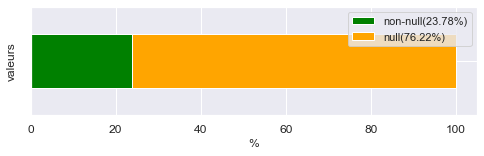 non-null(23.78%)
null(76.22%)
valeurs
0 20 40 60 80 100
%